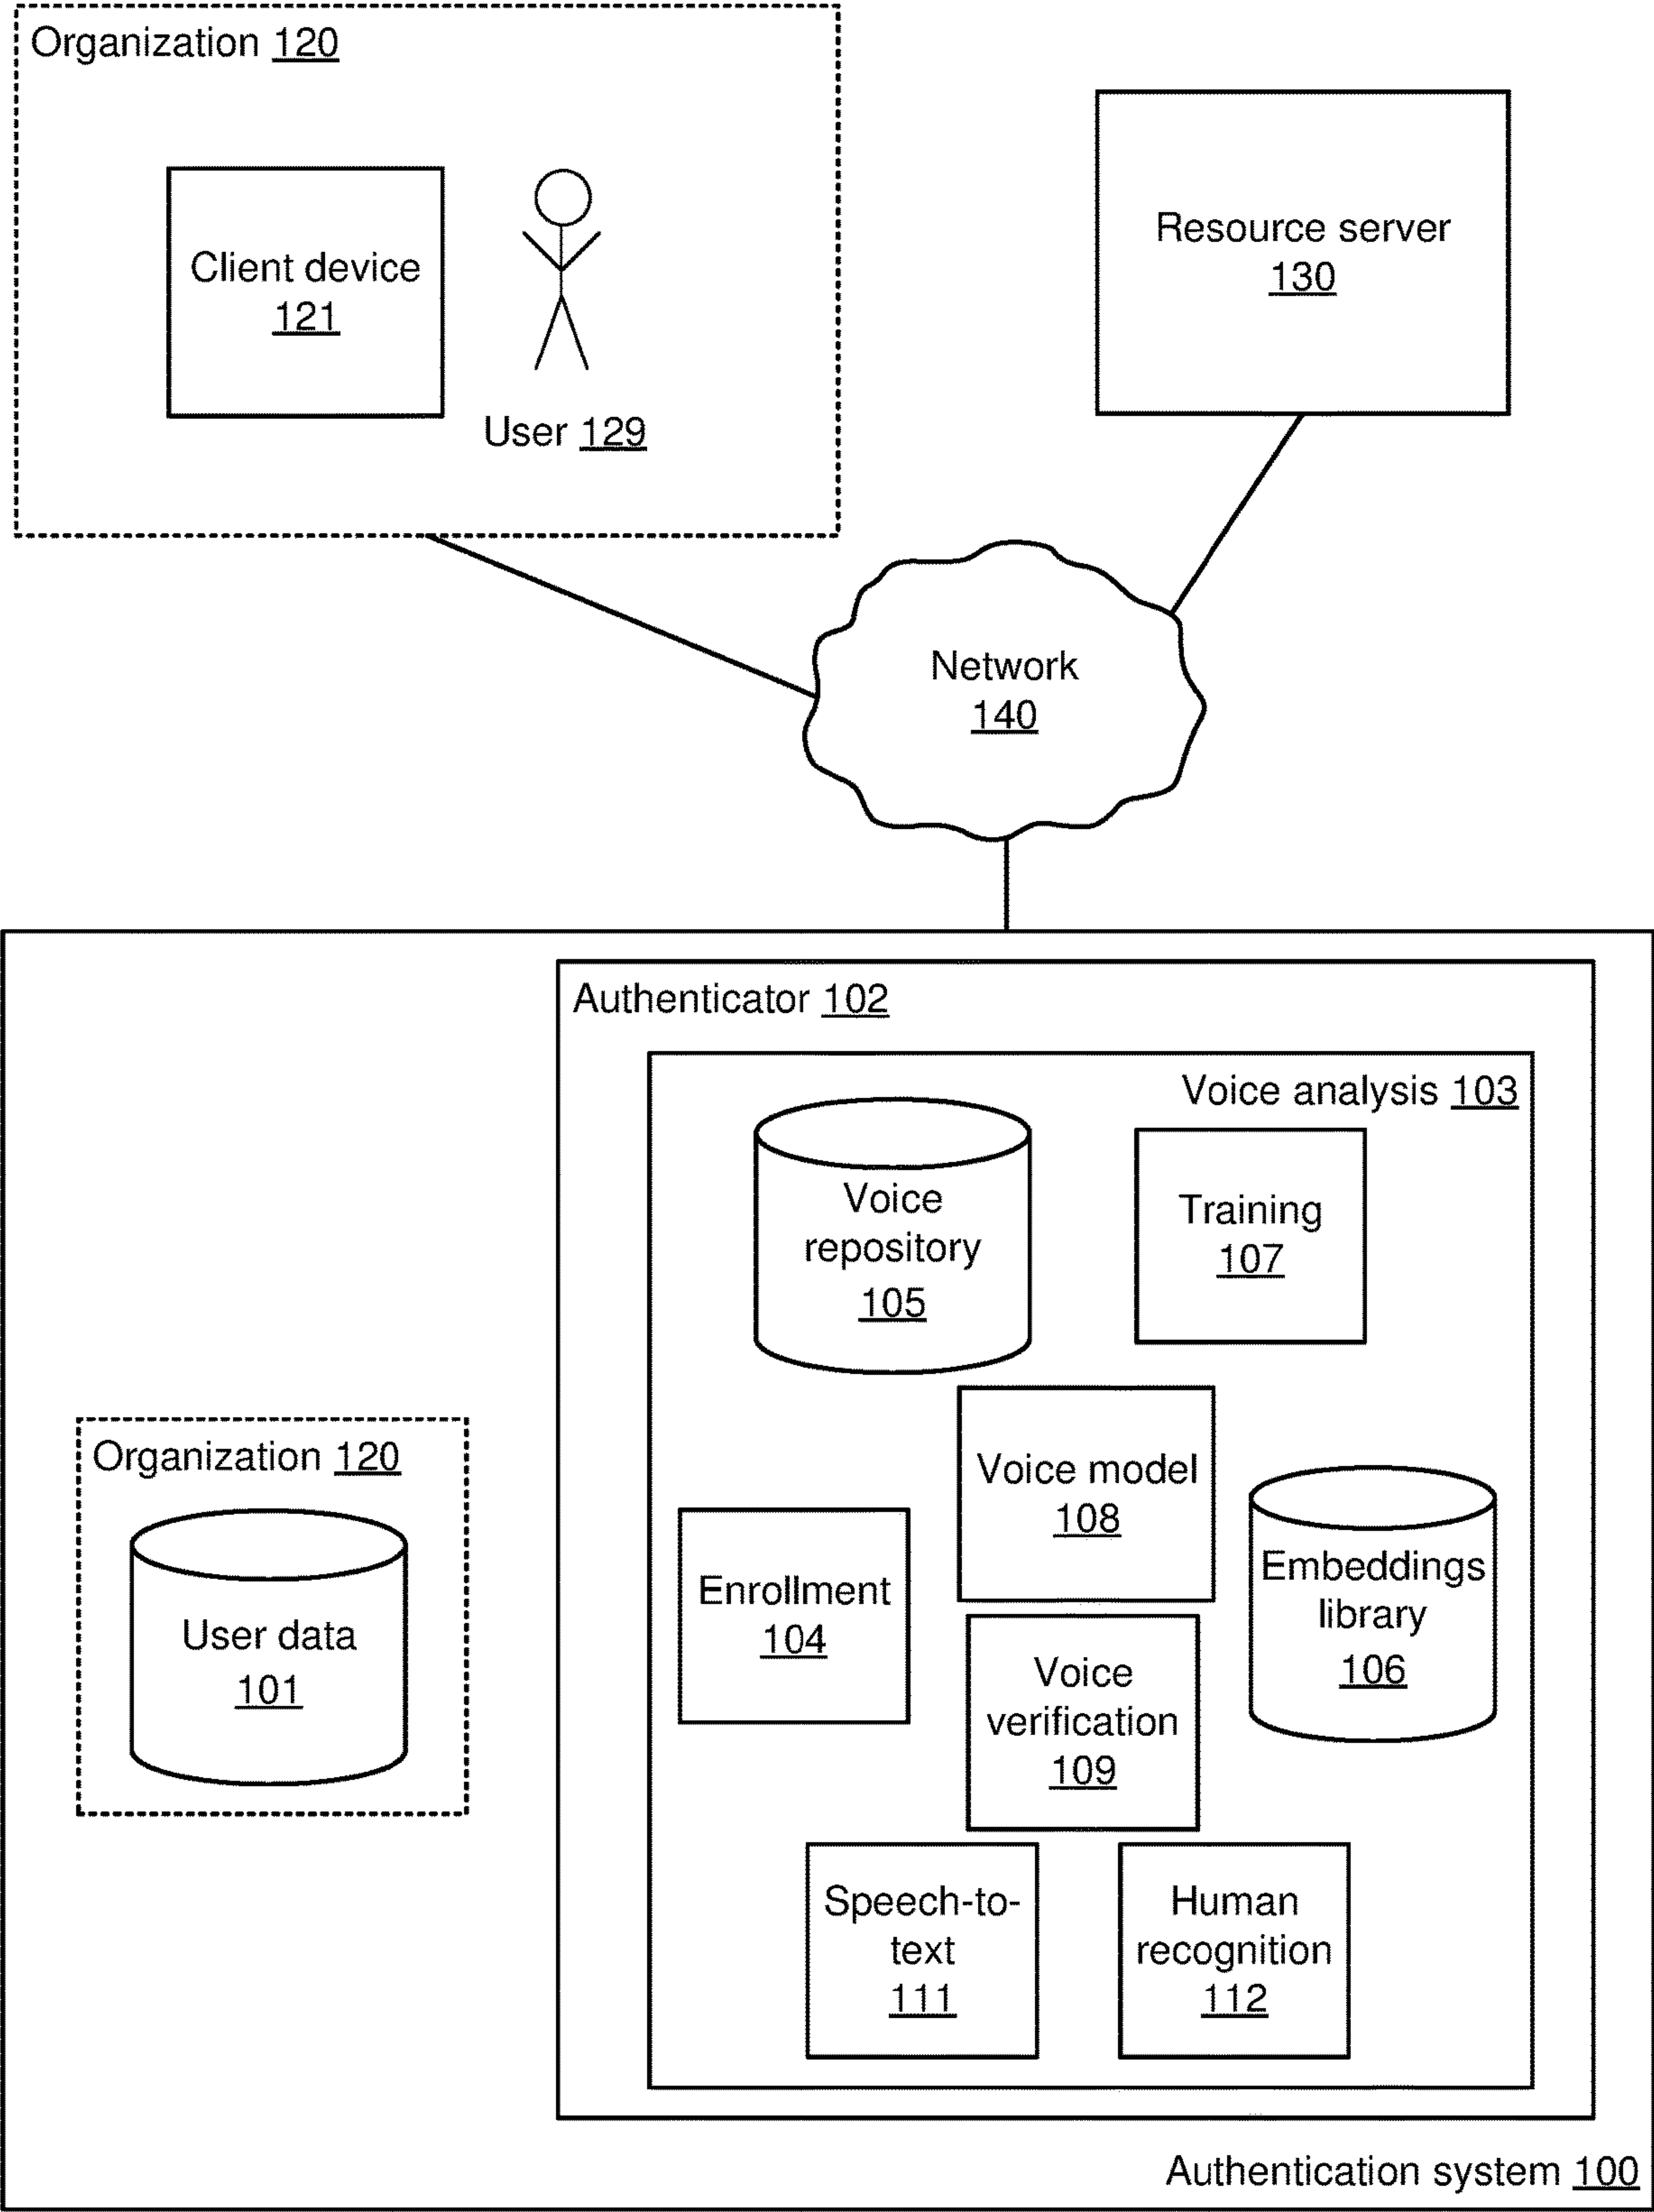 Organization 120
Client device
121
User 129
Resource server
130
Network
140
Authenticator 102
Voice analysis 103
Voice
repository
105
Training
107
Voice model
108
Organization 120
User data
101
Enrollment
104
Embeddings
library
106
Voice
verification
109
Speech-to-
text
111
Human
recognition
112
Authentication system 100